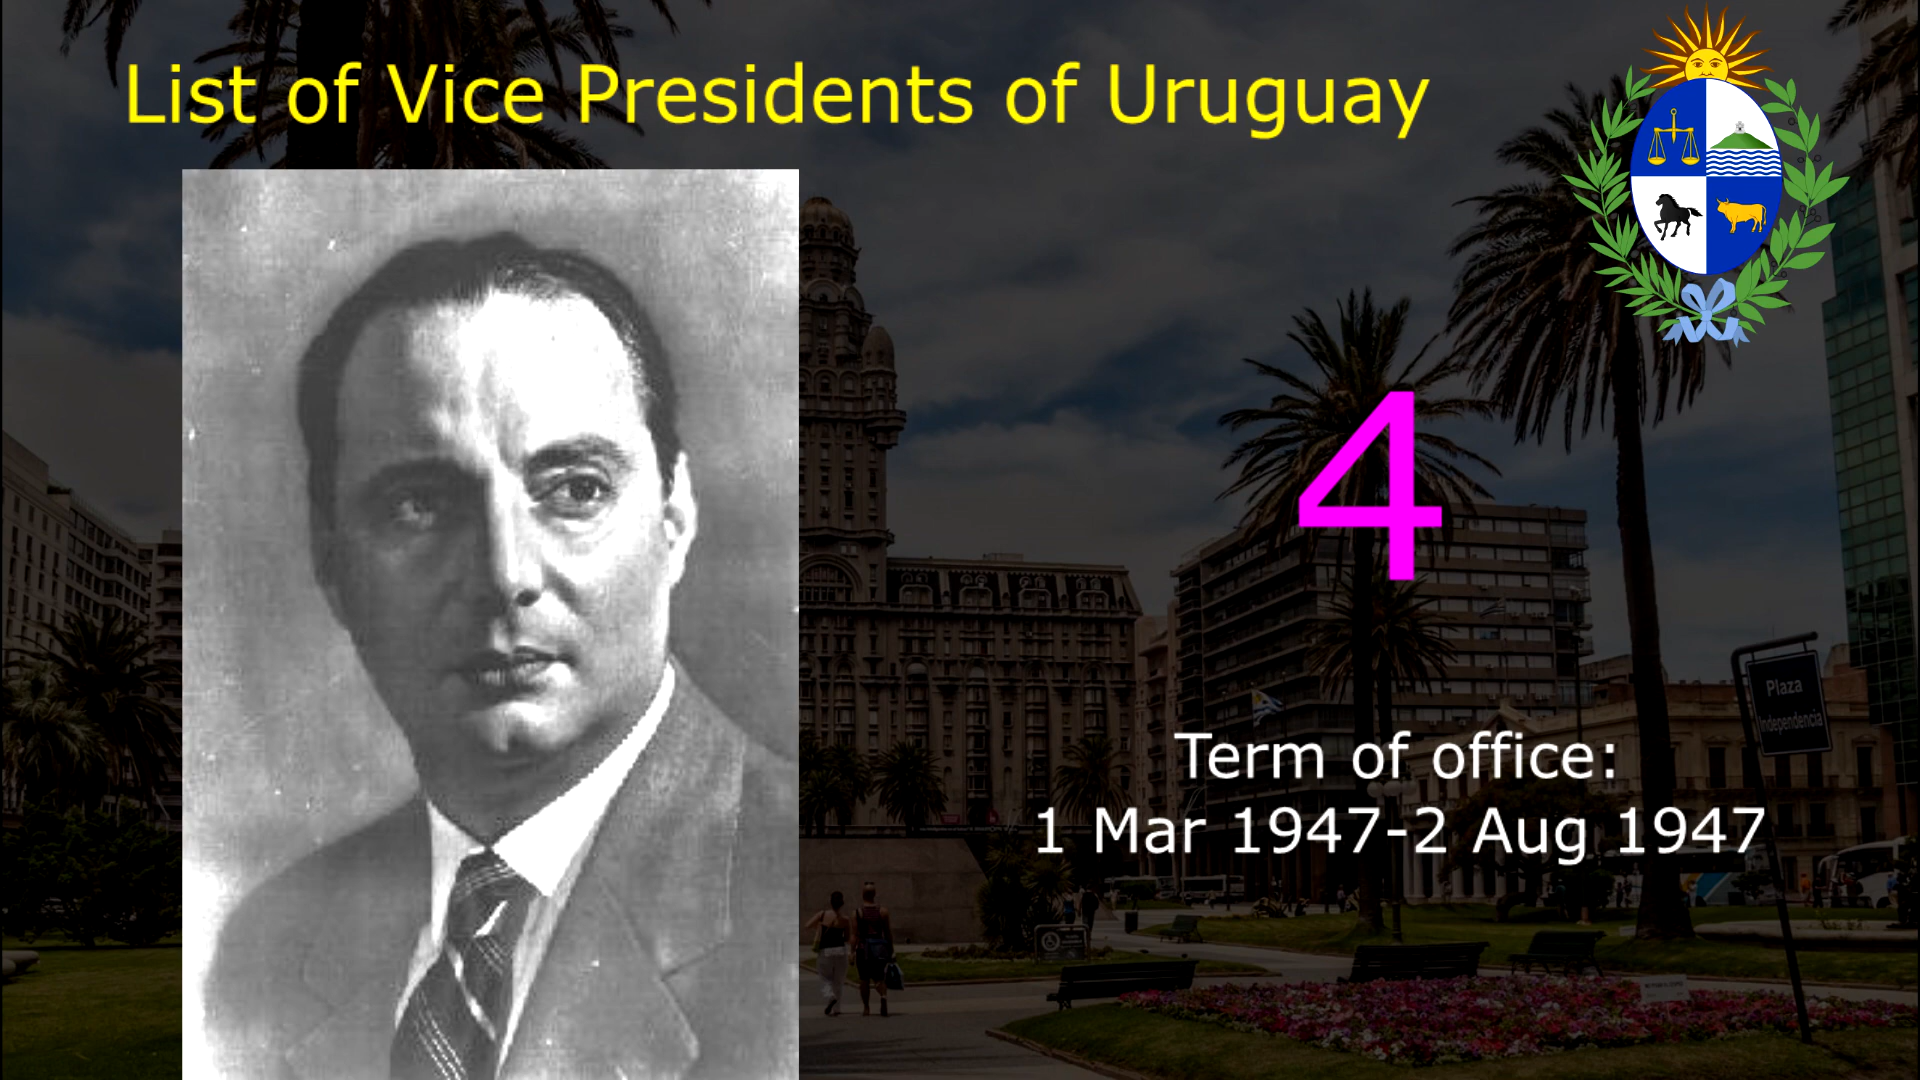 List of Vice Presidents of Uruguay
4
Term of office:
1 Mar 1947-2 Aug 1947
Plaza
Independencia